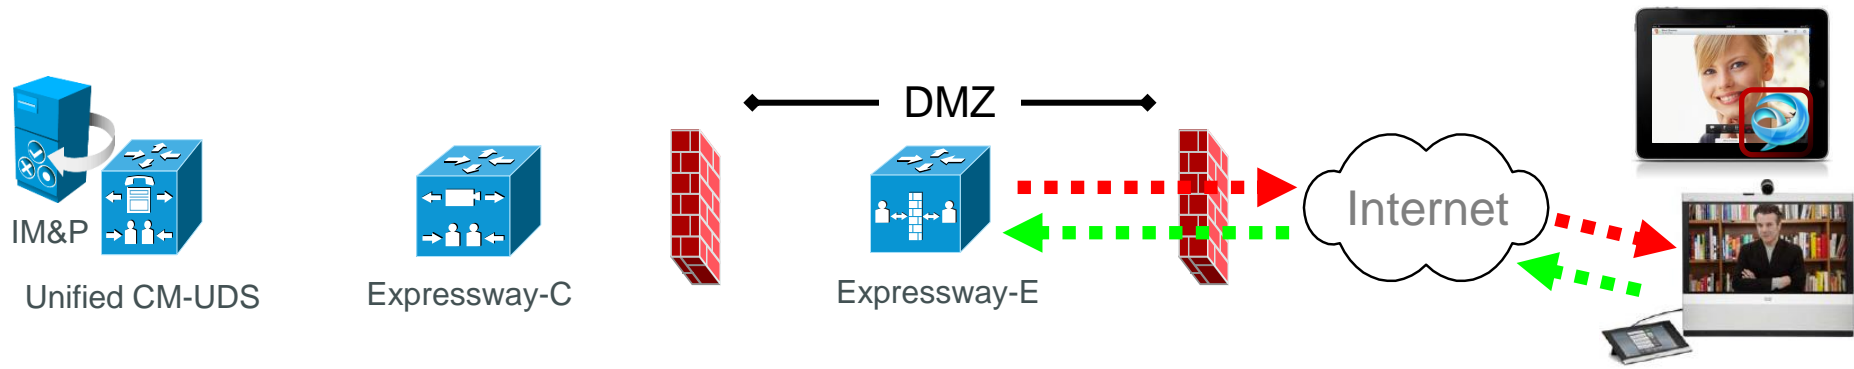 DMZ
IM&P
Unified CM-UDS
Expressway-C
Expressway-E
Internet